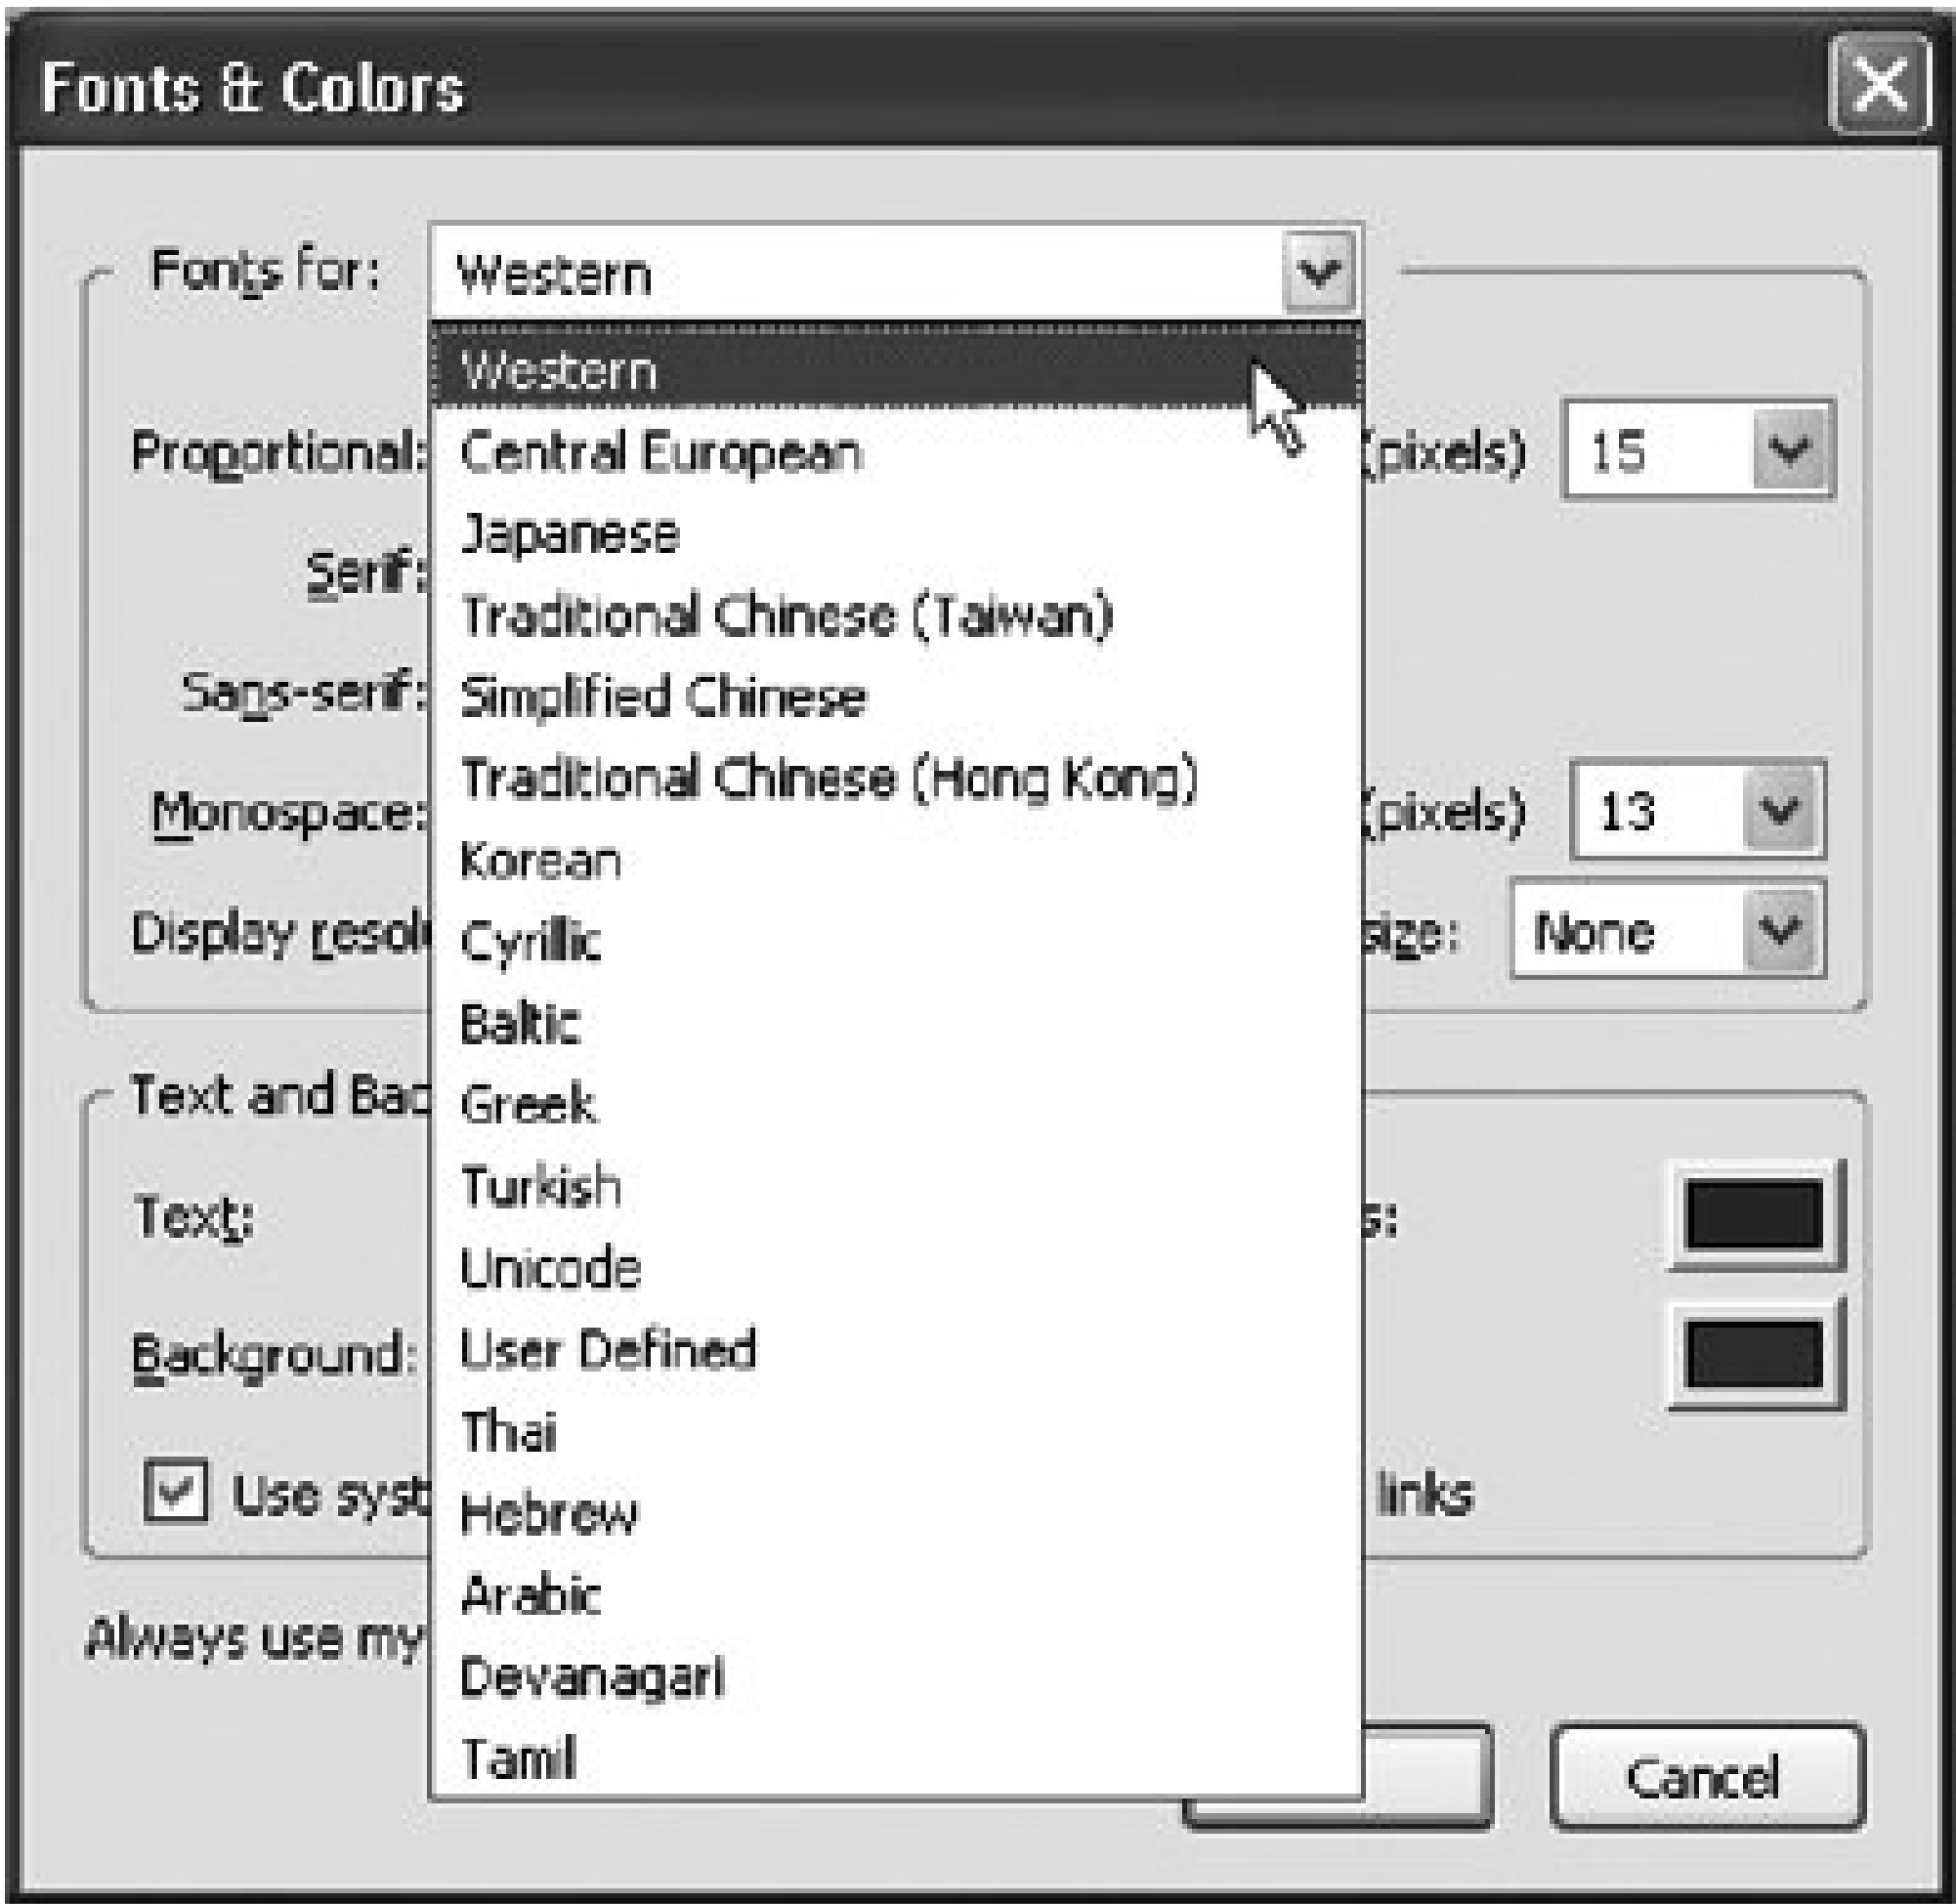 Fonts & Colors
Fonts for: Western
Western
Proportional: Central European (pixels) 15
Japanese
Serif:
Traditional Chinese (Taiwan)
Sans-serif: Simplified Chinese
Traditional Chinese (Hong Kong)
Monospace: (pixels) 13
Korean
Display resol Cyrillic size: None
Baltic
Text and Bac Greek
Turkish
Text: s:
Unicode
Background: User Defined
Thai
Use syst Hebrew links
Arabic
Always use my
Devanagari
Tamil
Cancel